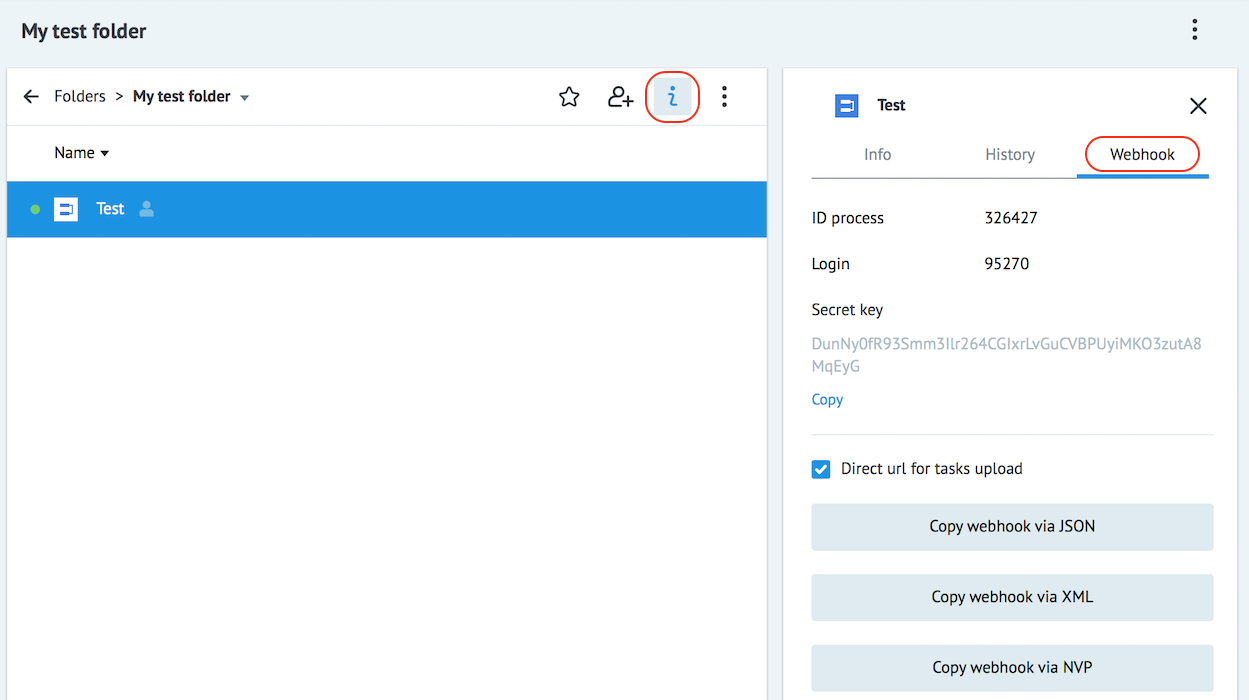 My test folder
Folders > My test folder
Name
Test
Test
Info History Webhook
ID process 326427
Login 95270
Secret key
DunNy0fR93Smm3Ilr264CGIxrLvGuCVBPUyiMKO3zutA8
MqEyG
Copy
Direct url for tasks upload
Copy webhook via JSON
Copy webhook via XML
Copy webhook via NVP